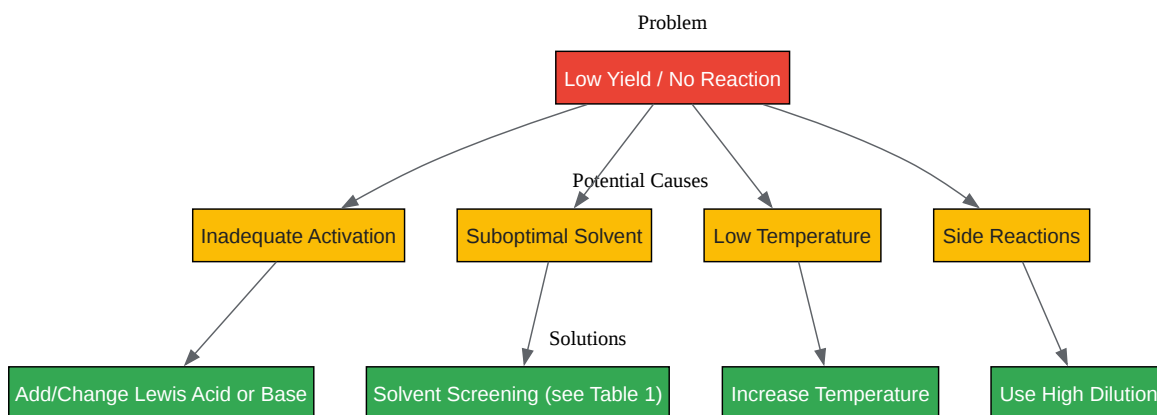 Problem
Low Yield / No Reaction
Potential Causes
Inadequate Activation
Suboptimal Solvent
Low Temperature
Side Reactions
Solutions
Add/Change Lewis Acid or Base
Solvent Screening (see Table 1)
Increase Temperature
Use High Dilution